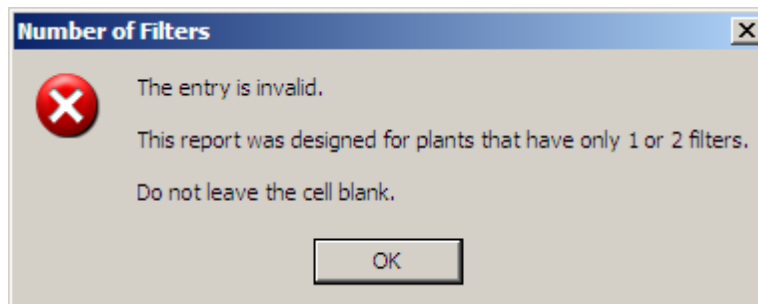 Number of Filters
The entry is invalid.
This report was designed for plants that have only 1 or 2 filters.
Do not leave the cell blank.
OK